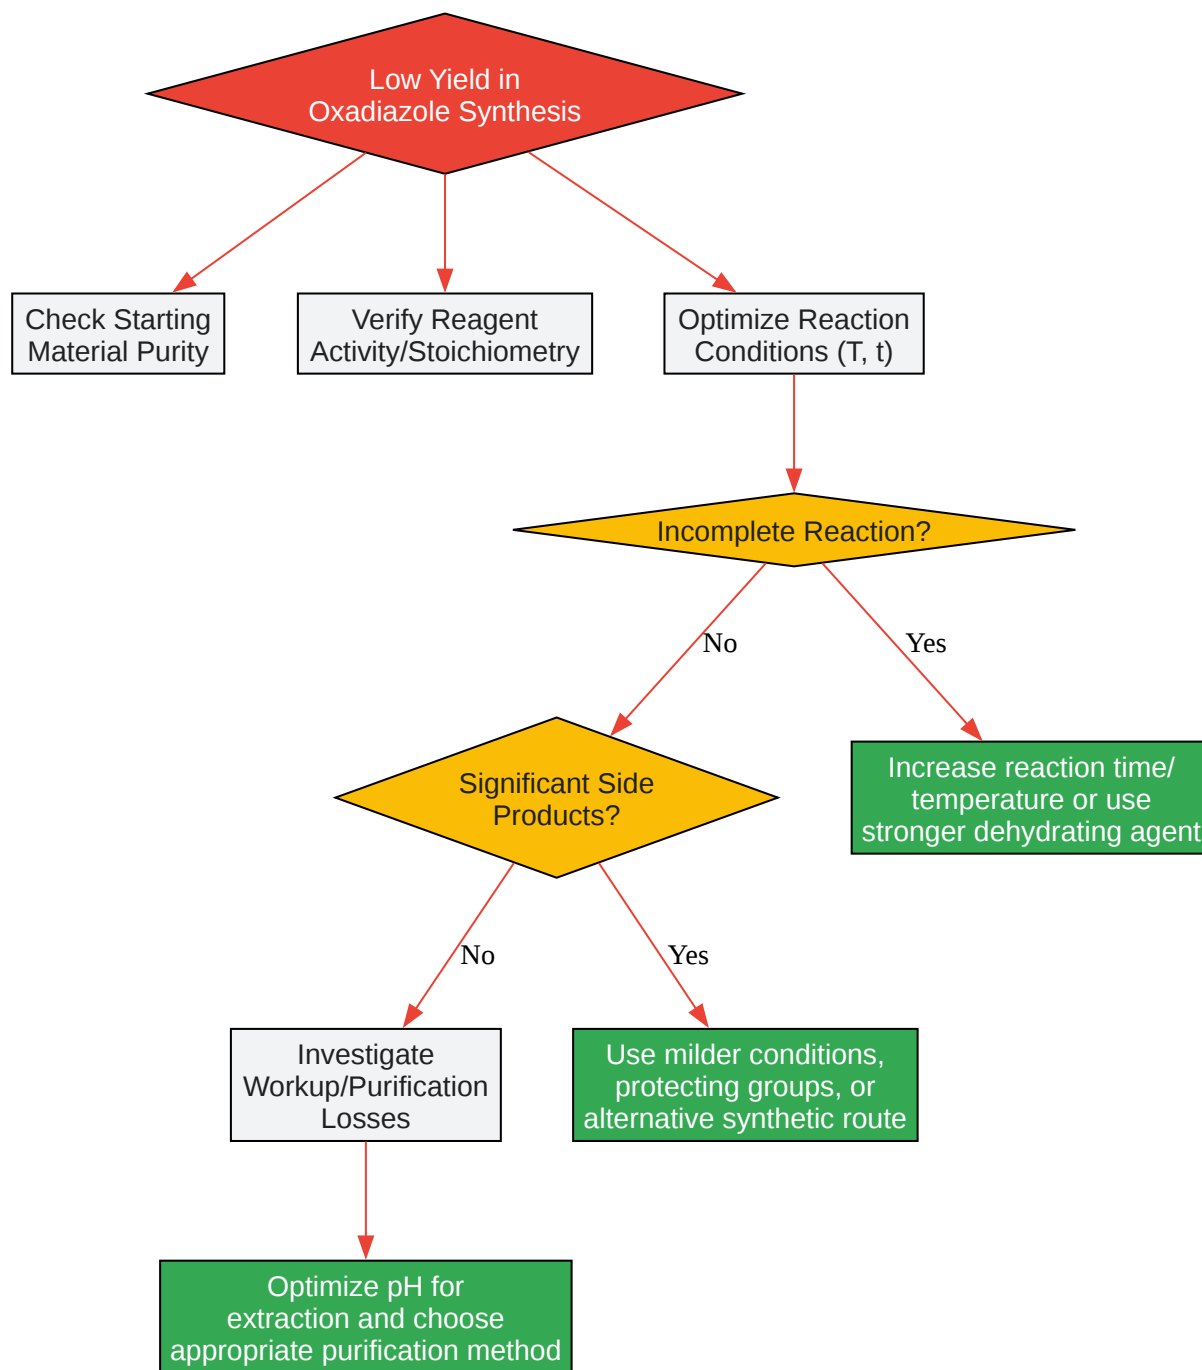 Low Yield in
Oxadiazole Synthesis
Check Starting
Material Purity
Verify Reagent
Activity/Stoichiometry
Optimize Reaction
Conditions (T, t)
Incomplete Reaction?
No
Yes
Significant Side
Products?
Increase reaction time/
temperature or use
stronger dehydrating agent
No
Yes
Investigate
Workup/Purification
Losses
Use milder conditions,
protecting groups, or
alternative synthetic route
Optimize pH for
extraction and choose
appropriate purification method